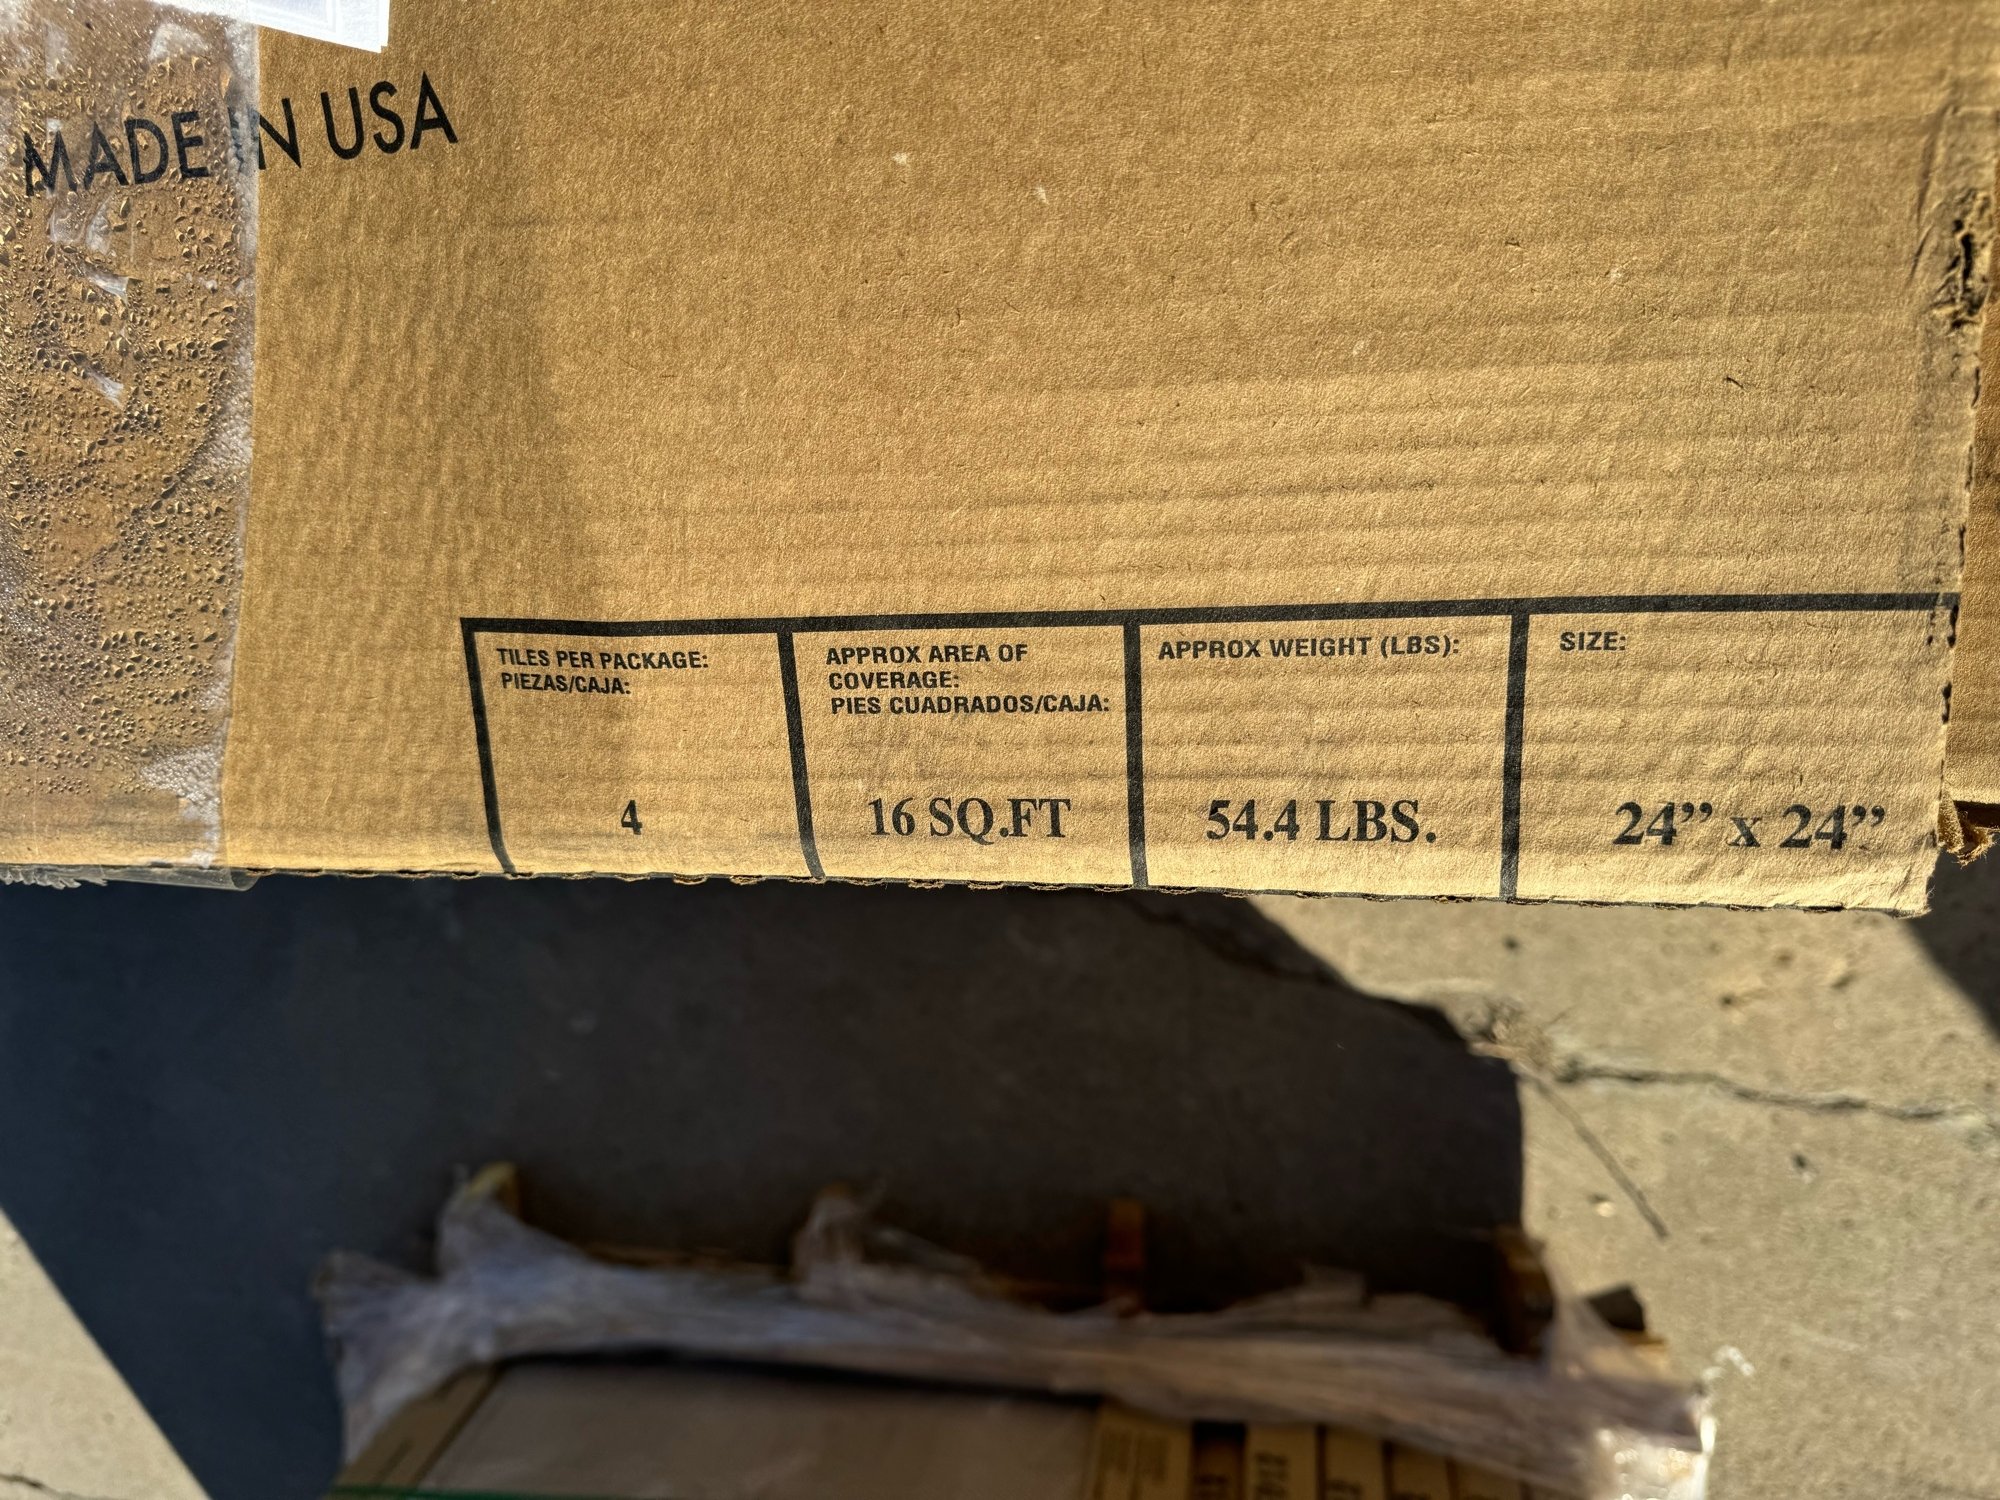 MADE IN USA
TILES PER PACKAGE:
PIEZAS/CAJA:
4
APPROX AREA OF
COVERAGE:
PIES CUADRADOS/CAJA:
16 SQ.FT
APPROX WEIGHT (LBS):
54.4 LBS.
SIZE:
24” x 24”